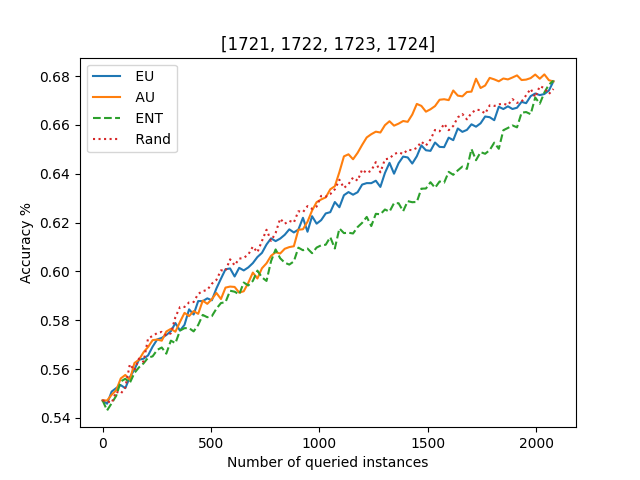 [1721, 1722, 1723, 1724]
EU
AU
ENT
Rand
Accuracy %
0.68
0.66
0.64
0.62
0.60
0.58
0.56
0.54
0
500
1000
1500
2000
Number of queried instances